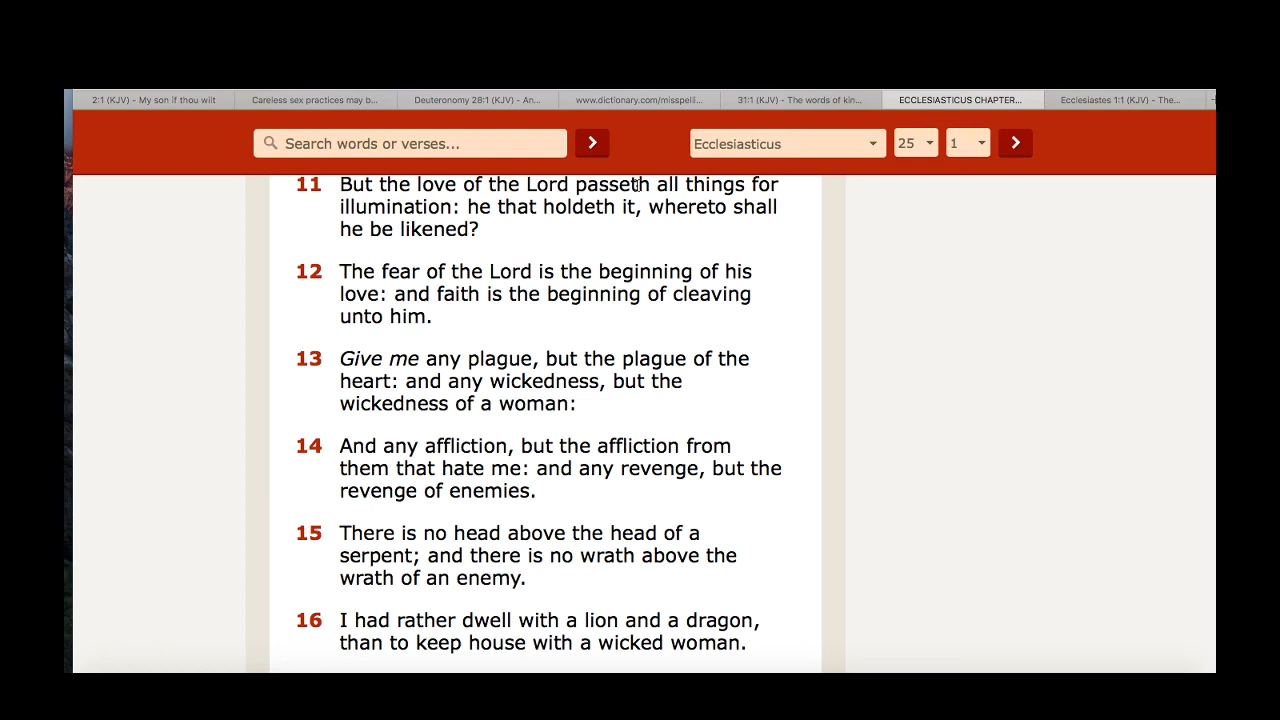 2:1 (KJV) - My son if thou wilt
Careless sex practices may b...
Deuteronomy 28:1 (KJV) - An...
www.dictionary.com/misspelli...
31:1 (KJV) - The words of kin...
ECCLESIASTICUS CHAPTER...
Ecclesiastes 1:1 (KJV) - The...
Search words or verses...
Ecclesiasticus
25
1
11 But the love of the Lord passeth all things for
illumination: he that holdeth it, whereto shall
he be likened?
12 The fear of the Lord is the beginning of his
love: and faith is the beginning of cleaving
unto him.
13 Give me any plague, but the plague of the
heart: and any wickedness, but the
wickedness of a woman:
14 And any affliction, but the affliction from
them that hate me: and any revenge, but the
revenge of enemies.
15 There is no head above the head of a
serpent; and there is no wrath above the
wrath of an enemy.
16 I had rather dwell with a lion and a dragon,
than to keep house with a wicked woman.